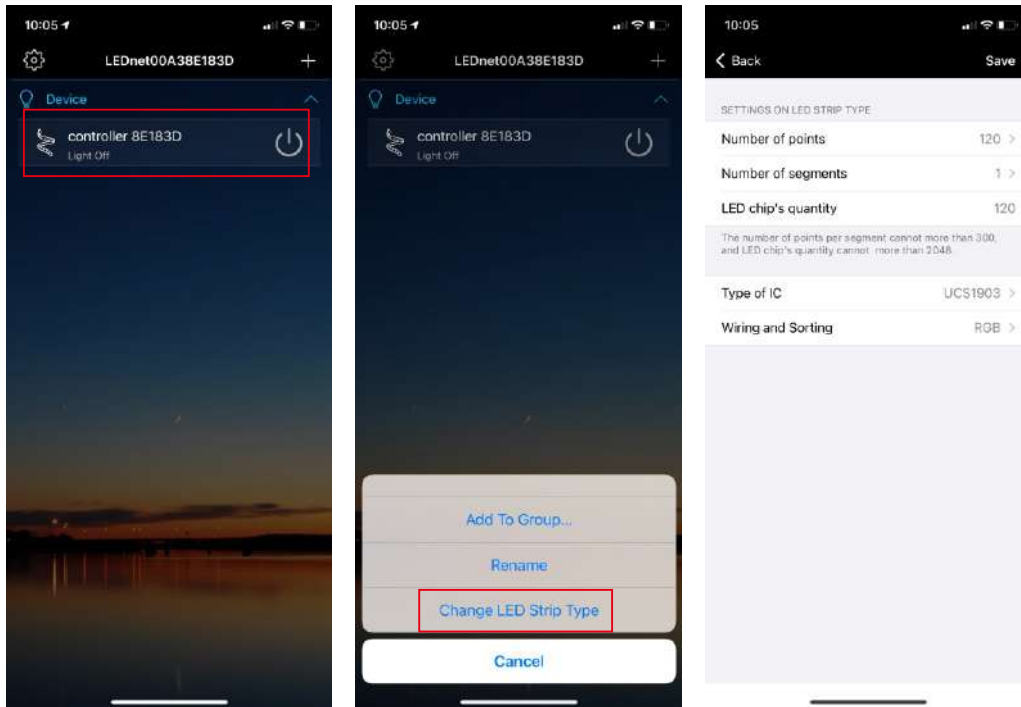 10:05
LEDnet00A38E183D
+
Device
controller 8E183D
Light Off
10:05
LEDnet00A38E183D
+
Device
controller 8E183D
Light Off
Add To Group...
Rename
Change LED Strip Type
Cancel
10:05
Back
Save
SETTINGS ON LED STRIP TYPE
Number of points 120 >
Number of segments 1 >
LED chip's quantity 120
The number of points per segment cannot more than 300,
and LED chip's quantity cannot more than 2048.
Type of IC UCS1903 >
Wiring and Sorting RGB >